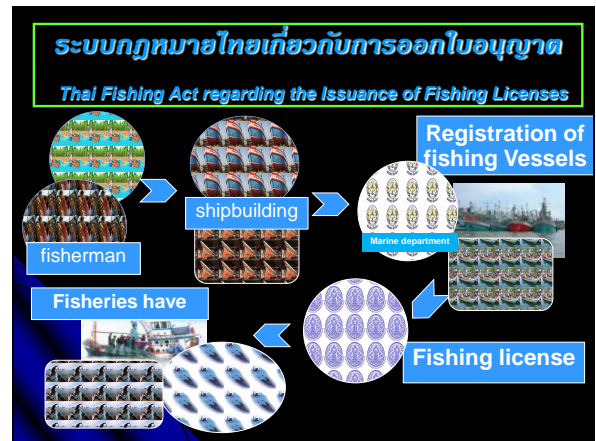 ระบบกฎหมายไทยเกี่ยวกับการออกใบอนุญาต
Thai Fishing Act regarding the Issuance of Fishing Licenses
Registration of
fishing Vessels
shipbuilding
fisherman
Marine department
Fisheries have
Fishing license